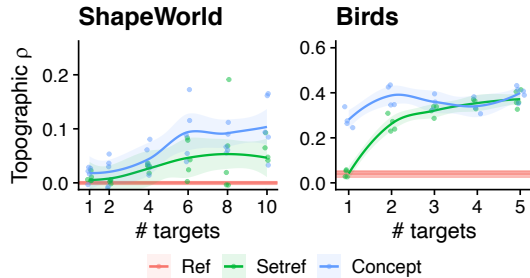 ShapeWorld Birds
Topographic ρ
0.2
0.1
0.0
1 2 4 6 8 10
# targets
0.6
0.4
0.2
0.0
1 2 3 4 5
# targets
Ref Setref Concept